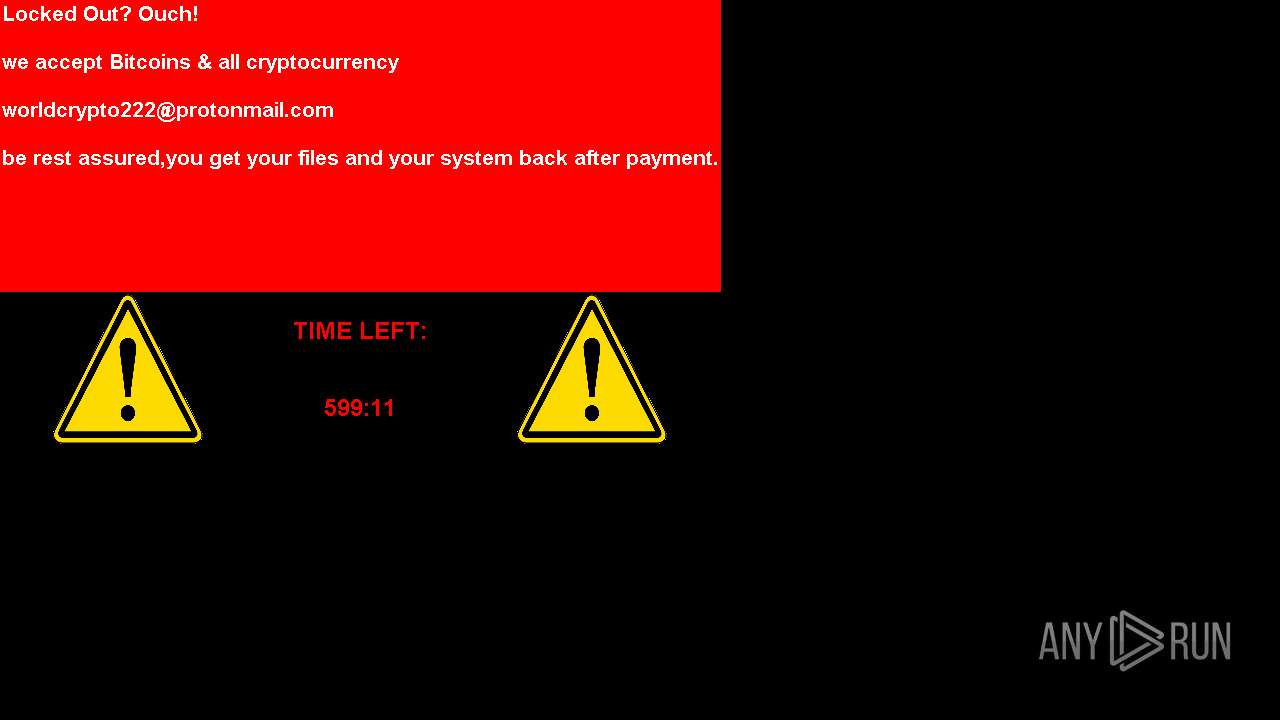 Locked Out? Ouch!
we accept Bitcoins & all cryptocurrency
worldcrypto222@protonmail.com
be rest assured,you get your files and your system back after payment.
TIME LEFT:
599:11
ANY RUN